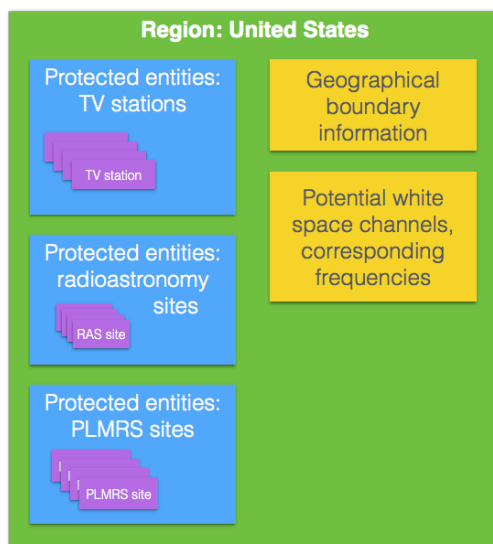 Region: United States
Protected entities:
TV stations
TV station
Protected entities:
radioastronomy
sites
RAS site
Protected entities:
PLMRS sites
PLMRS site
Geographical
boundary
information
Potential white
space channels,
corresponding
frequencies